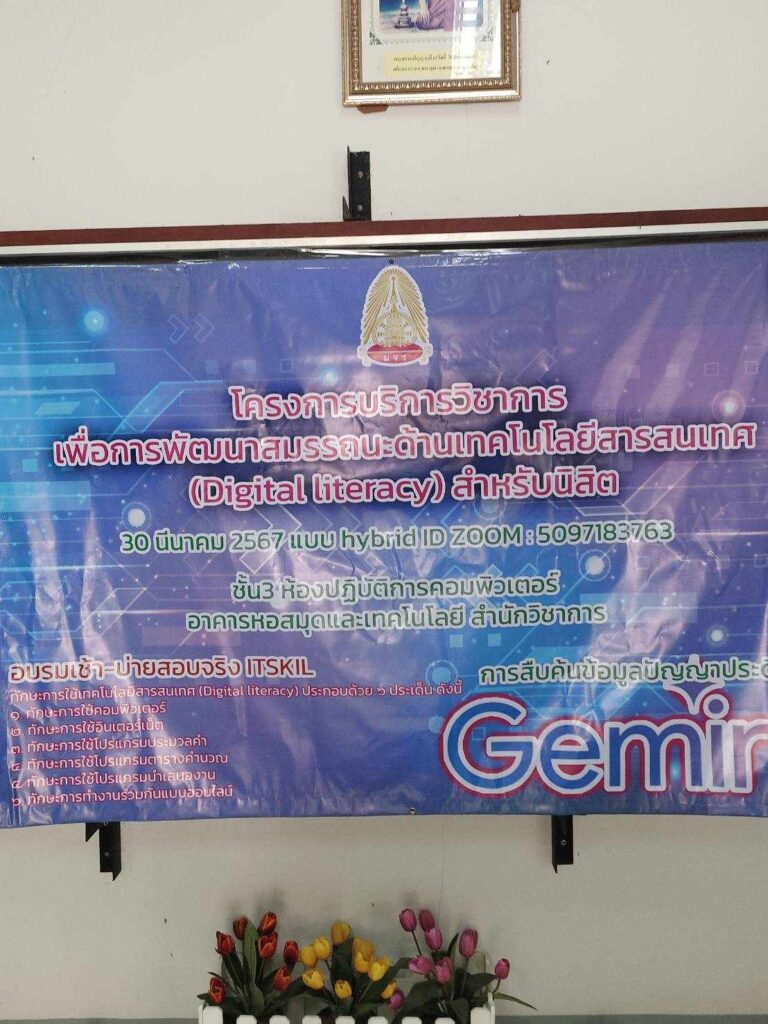 มจร
โครงการบริการวิชาการ
เพื่อการพัฒนาสมรรถนะด้านเทคโนโลยีสารสนเทศ
(Digital literacy) สำหรับนิสิต
30 มีนาคม 2567 แบบ hybrid ID ZOOM : 5097183763
ชั้น3 ห้องปฏิบัติการคอมพิวเตอร์
อาคารหอสมุดและเทคโนโลยี สำนักวิชาการ
อบรมเช้า-บ่ายสอบจริง ITSKIL
ทักษะการใช้เทคโนโลยีสารสนเทศ (Digital literacy) ประกอบด้วย ๖ ประเด็น ดังนี้
๑. ทักษะการใช้คอมพิวเตอร์
๒. ทักษะการใช้อินเตอร์เน็ต
๓. ทักษะการใช้โปรแกรมประมวลคำ
๔. ทักษะการใช้โปรแกรมตารางคำนวณ
๕. ทักษะการใช้โปรแกรมนำเสนองาน
๖. ทักษะการทำงานร่วมกันแบบออนไลน์
การสืบค้นข้อมูลปัญญาประดิ
Gemin